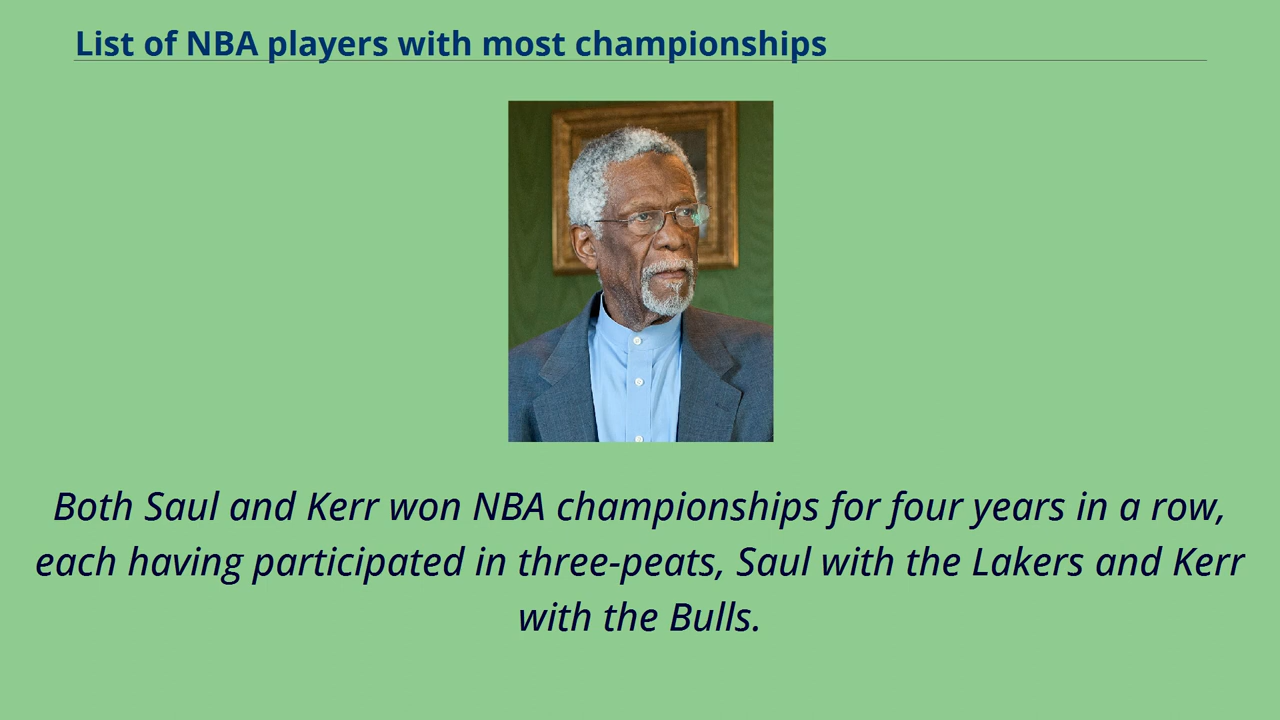 List of NBA players with most championships
Both Saul and Kerr won NBA championships for four years in a row,
each having participated in three-peats, Saul with the Lakers and Kerr
with the Bulls.